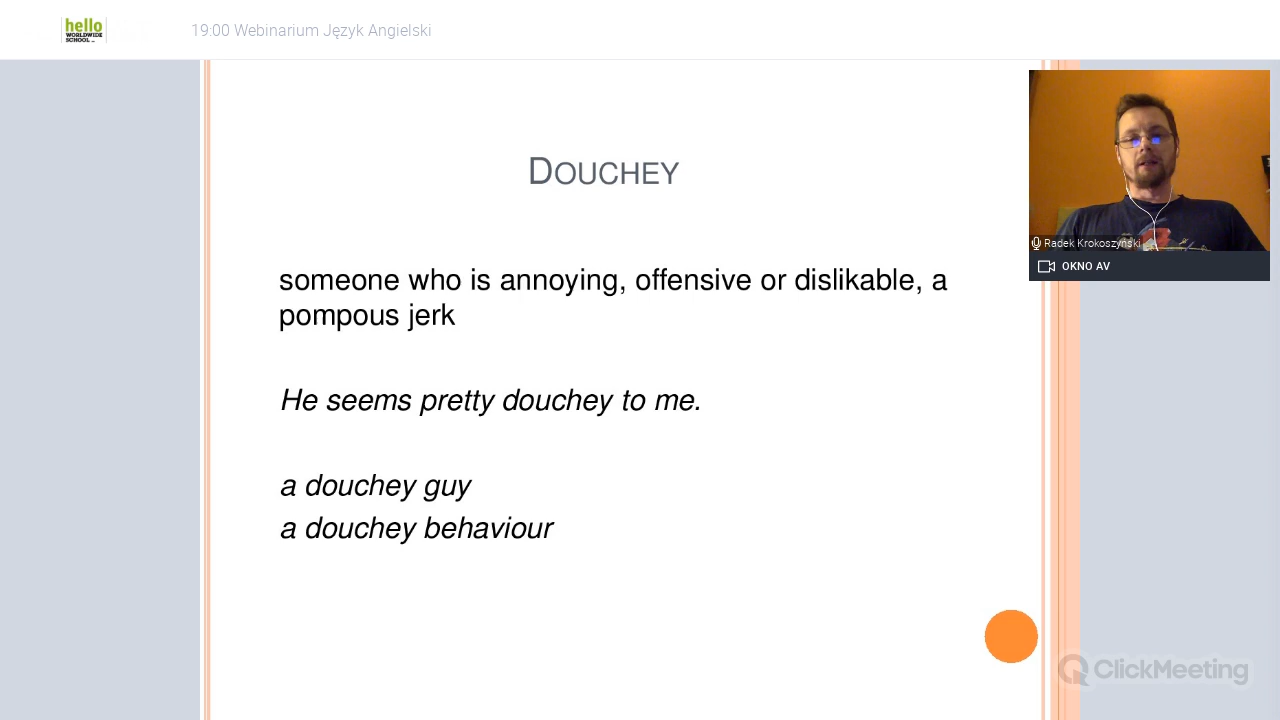 hello
WORLDWIDE
SCHOOL
19:00 Webinarium Język Angielski
DOUCHEY
someone who is annoying, offensive or dislikable, a
pompous jerk
He seems pretty douchey to me.
a douchey guy
a douchey behaviour
Radek Krokoszyński
OKNO AV
ClickMeeting